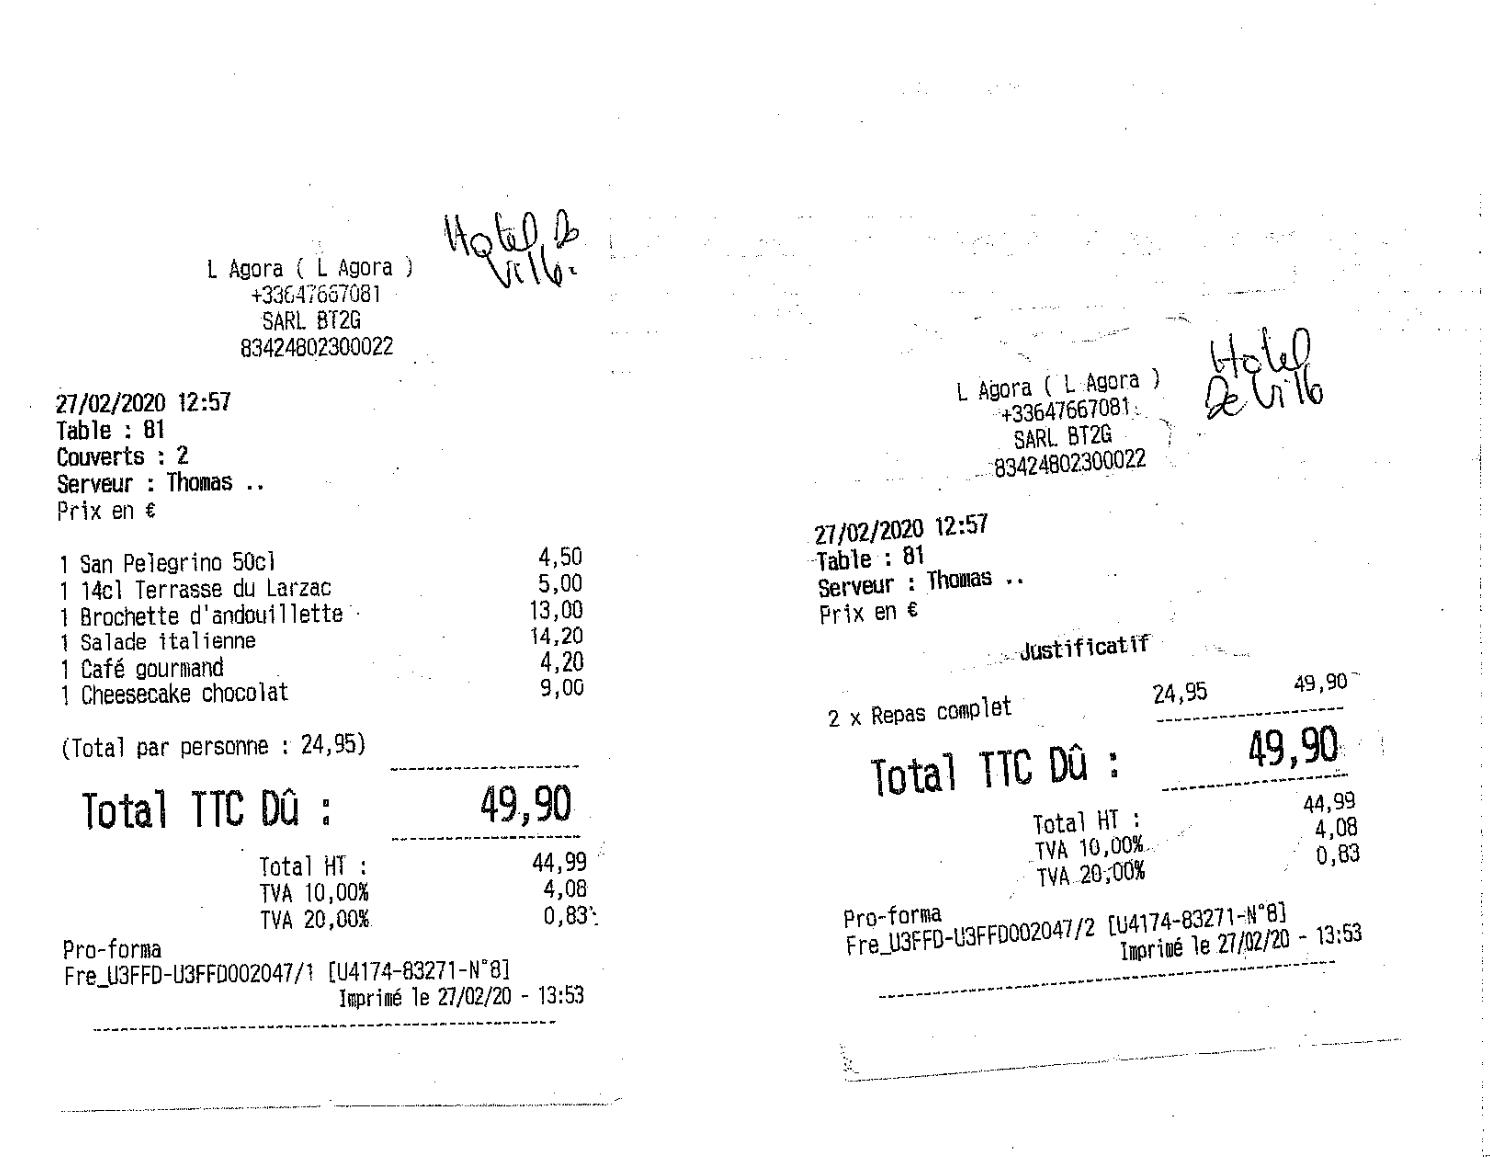 Hotel De
Ville
L Agora ( L Agora )
+33647667081
SARL BT2G
83424802300022
27/02/2020 12:57
Table : 81
Couverts : 2
Serveur : Thomas ..
Prix en €
1 San Pelegrino 50cl 4,50
1 14cl Terrasse du Larzac 5,00
1 Brochette d'andouillette 13,00
1 Salade italienne 14,20
1 Café gourmand 4,20
1 Cheesecake chocolat 9,00
(Total par personne : 24,95)
Total TTC Dû : 49,90
Total HT : 44,99
TVA 10,00% 4,08
TVA 20,00% 0,83
Pro-forma
Fre_U3FFD-U3FFD002047/1 [U4174-83271-N°8]
Imprimé le 27/02/20 - 13:53
Hotel
De Ville
L Agora ( L Agora )
+33647667081
SARL BT2G
83424802300022
27/02/2020 12:57
Table : 81
Serveur : Thomas ..
Prix en €
Justificatif
2 x Repas complet 24,95 49,90
Total TTC Dû : 49,90
Total HT : 44,99
TVA 10,00% 4,08
TVA 20,00% 0,83
Pro-forma
Fre_U3FFD-U3FFD002047/2 [U4174-83271-N°8]
Imprimé le 27/02/20 - 13:53